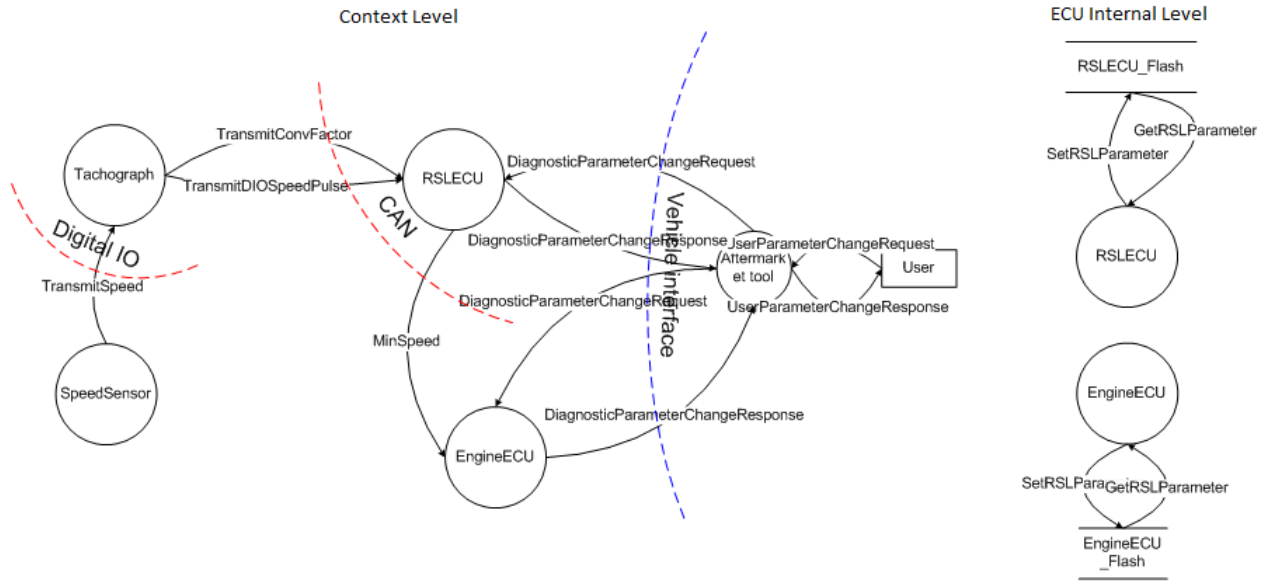 Context Level
ECU Internal Level
RSLECU_Flash
GetRSLParameter
SetRSLParameter
RSLECU
EngineECU
SetRSLPara
GetRSLParameter
EngineECU
_Flash
TransmitConvFactor
Tachograph
TransmitDIOSpeedPulse
RSLECU
DiagnosticParameterChangeRequest
CAN
Vehicle interface
Digital IO
DiagnosticParameterChangeResponse
UserParameterChangeRequest
Aftermark
et tool
User
TransmitSpeed
DiagnosticParameterChangeRequest
UserParameterChangeResponse
MinSpeed
SpeedSensor
DiagnosticParameterChangeResponse
EngineECU